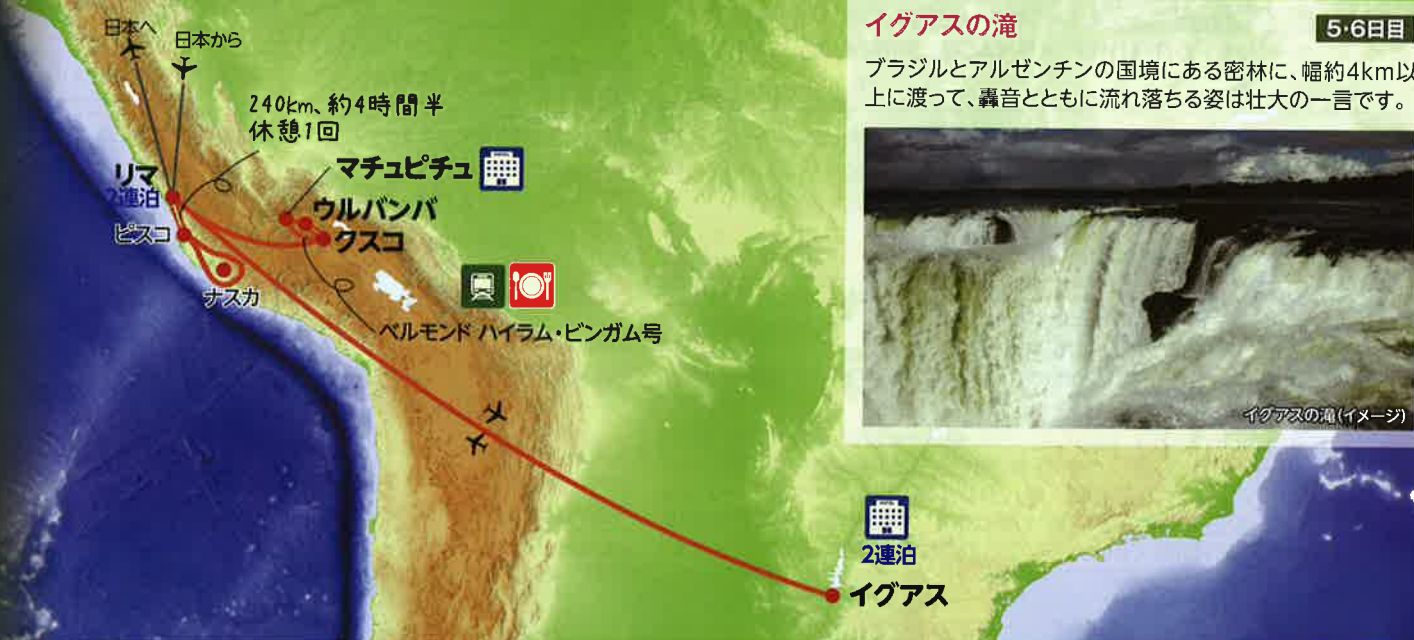 日本へ
日本から
240km、約4時間半
休憩1回
マチュピチュ
リマ
2連泊
ウルバンバ
ピスコ
クスコ
ナスカ
ベルモンド ハイラム・ビンガム号
2連泊
イグアス
イグアスの滝
5・6日目
ブラジルとアルゼンチンの国境にある密林に、幅約4km以
上に渡って、轟音とともに流れ落ちる姿は壮大の一言です。
イグアスの滝(イメージ)